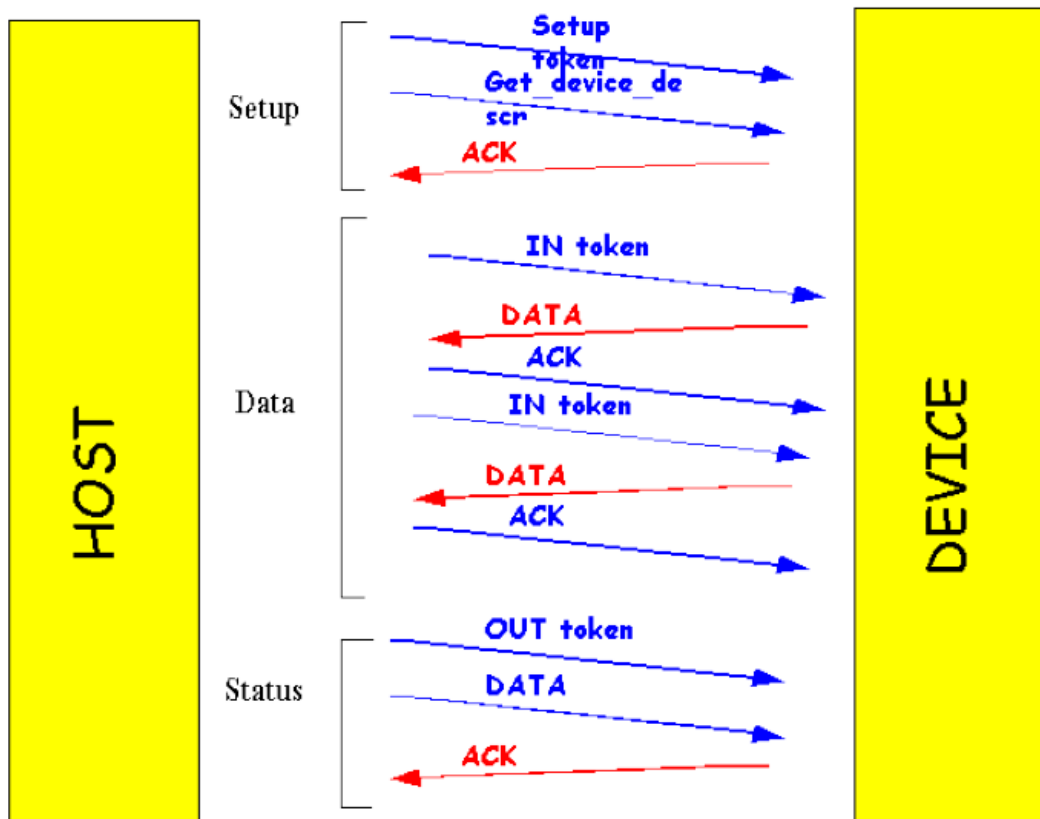 Setup
token
Get_device_de
scr
Setup
ACK
IN token
DATA
ACK
Data
IN token
DATA
ACK
HOST
DEVICE
OUT token
Status
DATA
ACK